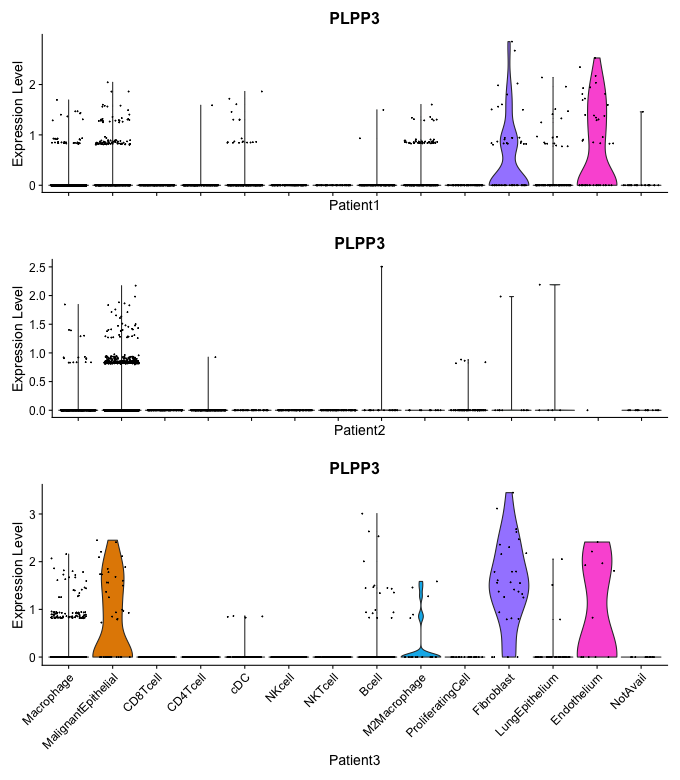 PLPP3
Expression Level
2
1
0
Patient1
PLPP3
Expression Level
2.5
2.0
1.5
1.0
0.5
0.0
Patient2
PLPP3
Expression Level
3
2
1
0
Macrophage
MalignantEpithelial
CD8Tcell
CD4Tcell
cDC
NKcell
NKTcell
Bcell
M2Macrophage
ProliferatingCell
Fibroblast
LungEpithelium
Endothelium
NotAvail
Patient3